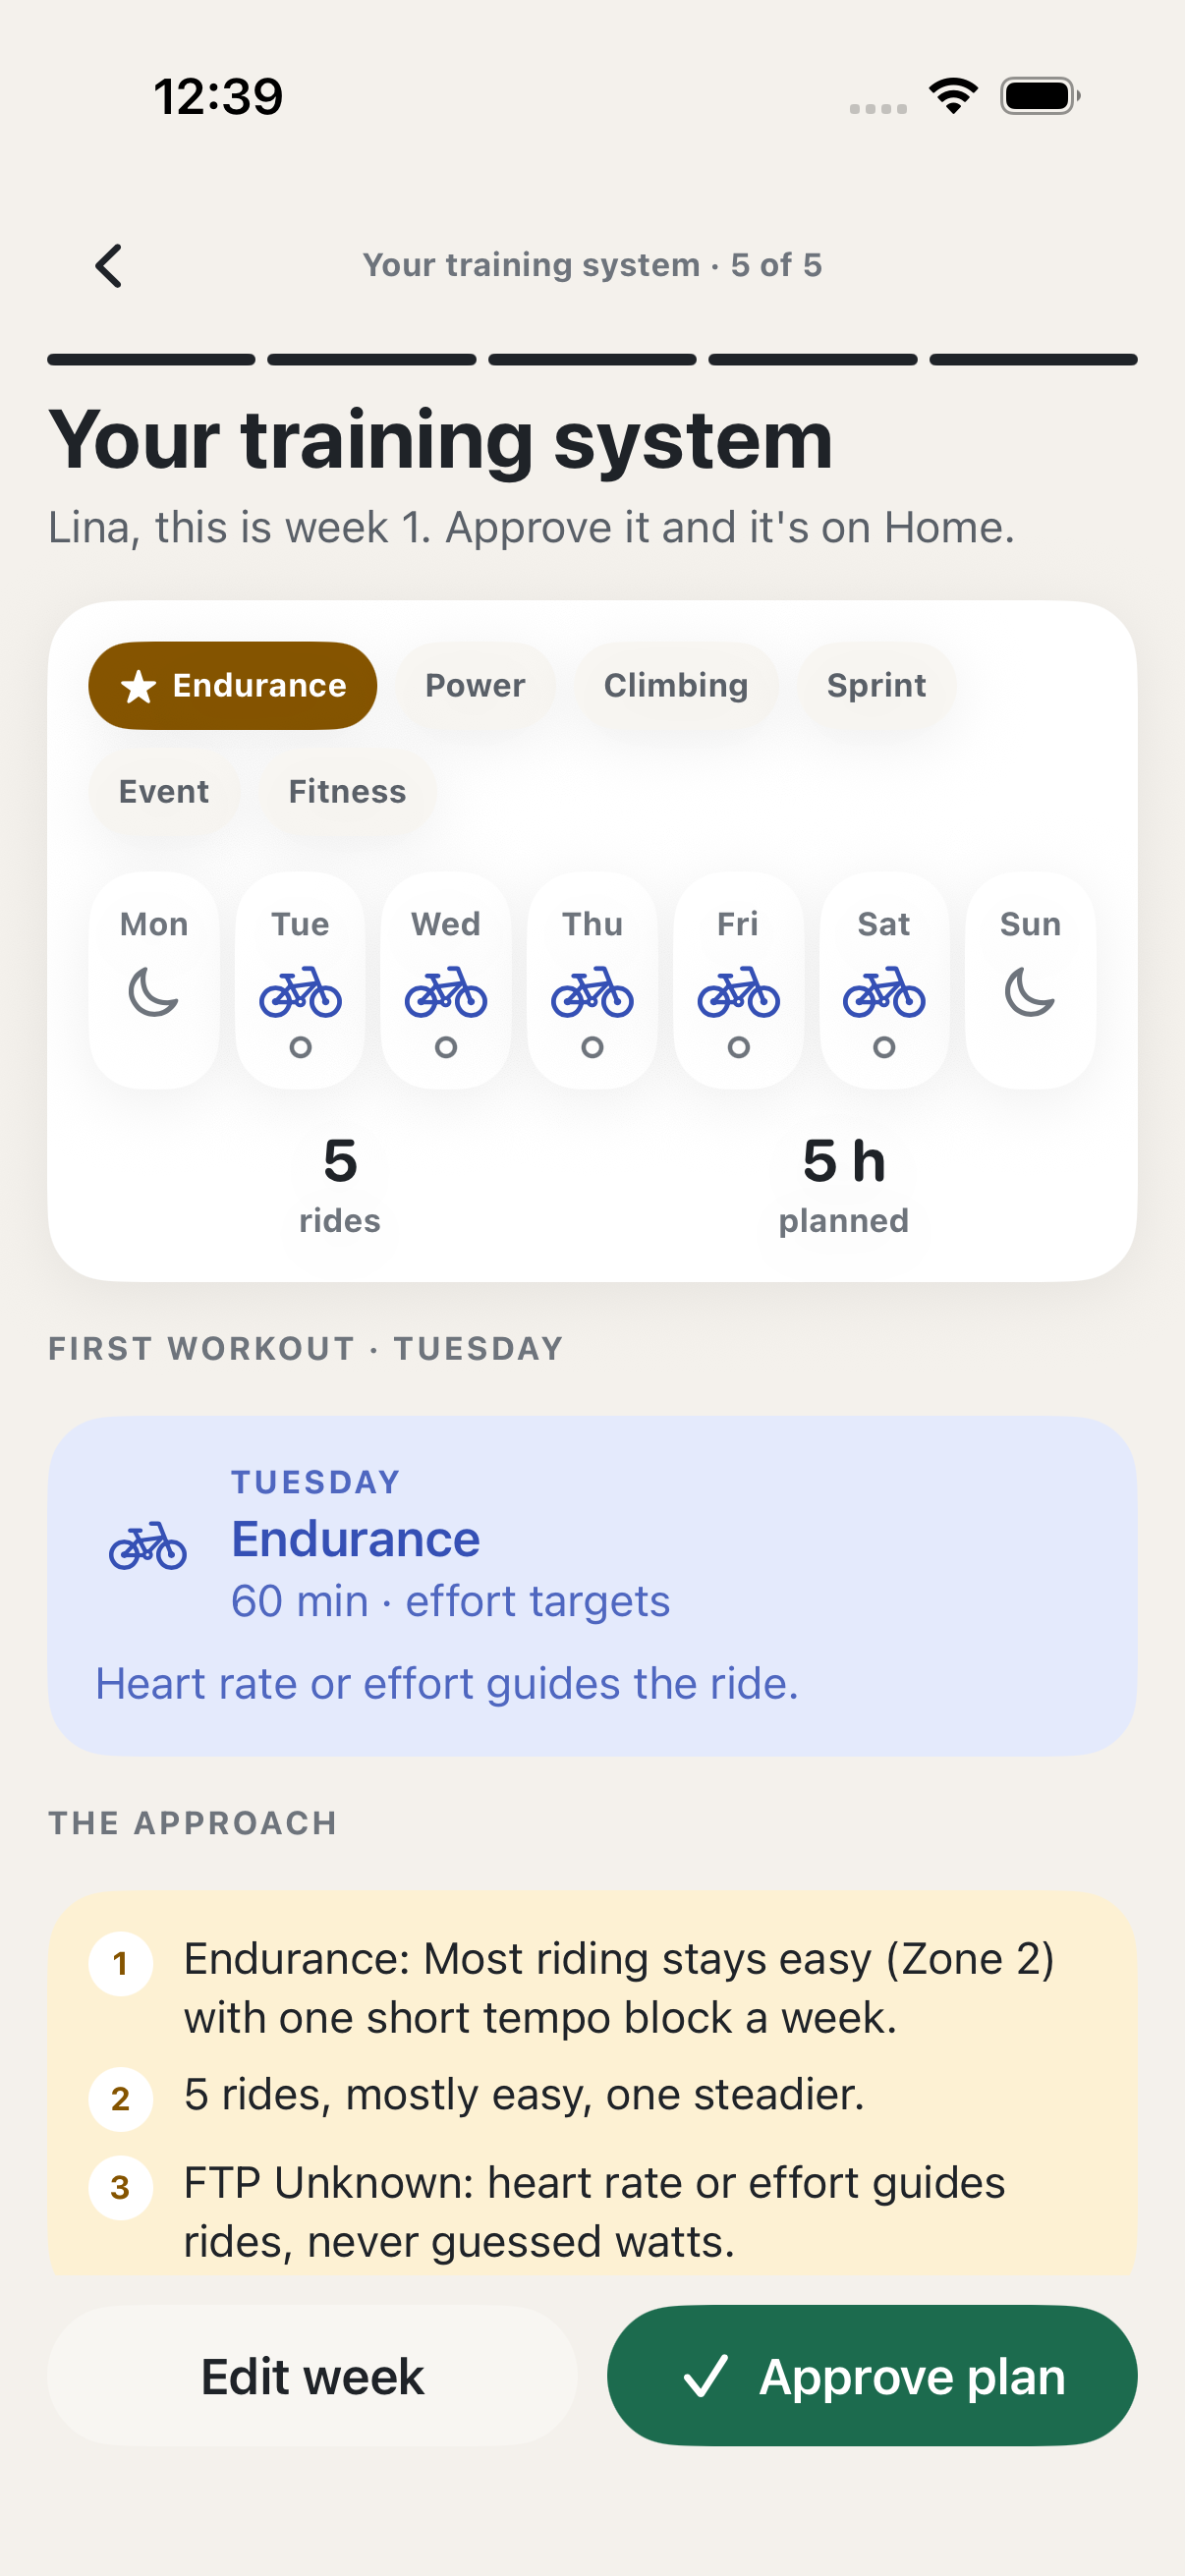 12:39
Your training system · 5 of 5
Your training system
Lina, this is week 1. Approve it and it's on Home.
Endurance Power Climbing Sprint
Event Fitness
Mon Tue Wed Thu Fri Sat Sun
5 5 h
rides planned
FIRST WORKOUT · TUESDAY
TUESDAY
Endurance
60 min · effort targets
Heart rate or effort guides the ride.
THE APPROACH
1 Endurance: Most riding stays easy (Zone 2)
with one short tempo block a week.
2 5 rides, mostly easy, one steadier.
3 FTP Unknown: heart rate or effort guides
rides, never guessed watts.
Edit week Approve plan